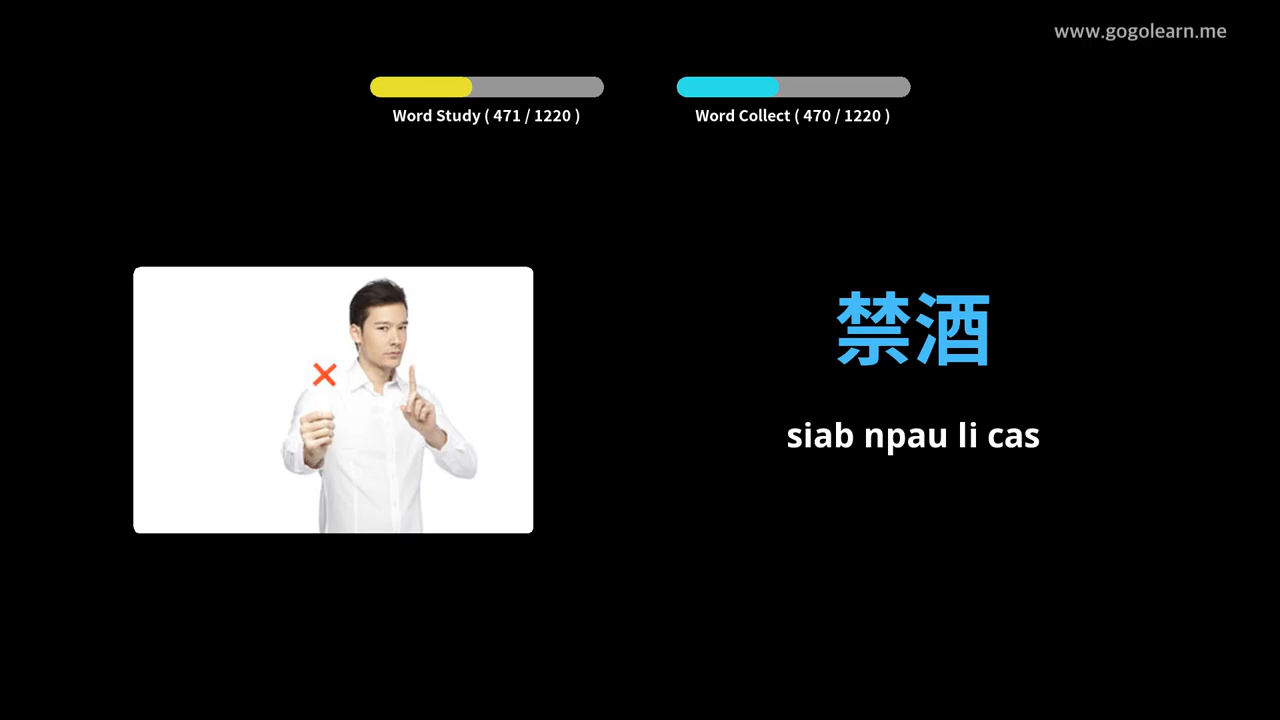 www.gogolearn.me
Word Study ( 471 / 1220 )
Word Collect ( 470 / 1220 )
禁酒
siab npau li cas